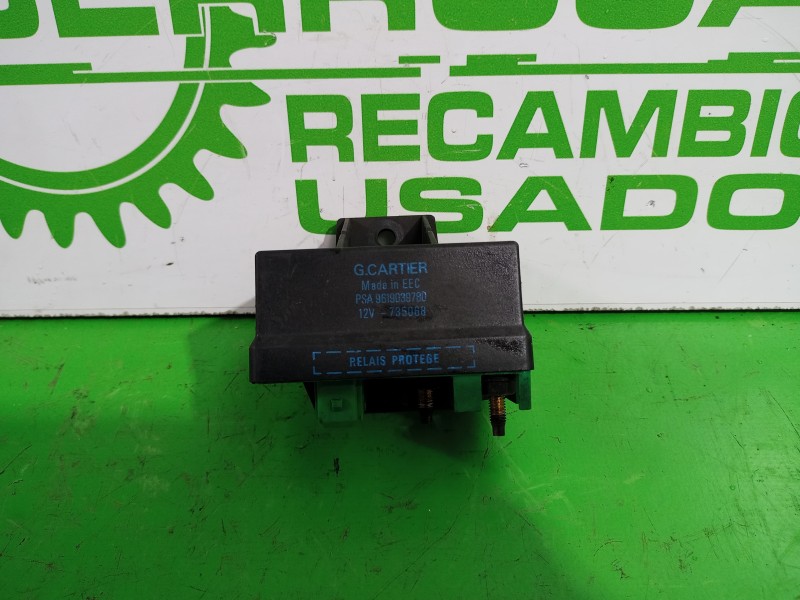 RECAMBIO
USADO
G.CARTIER
Made in EEC
PSA 9619039780
12V - 735068
RELAIS PROTEGE